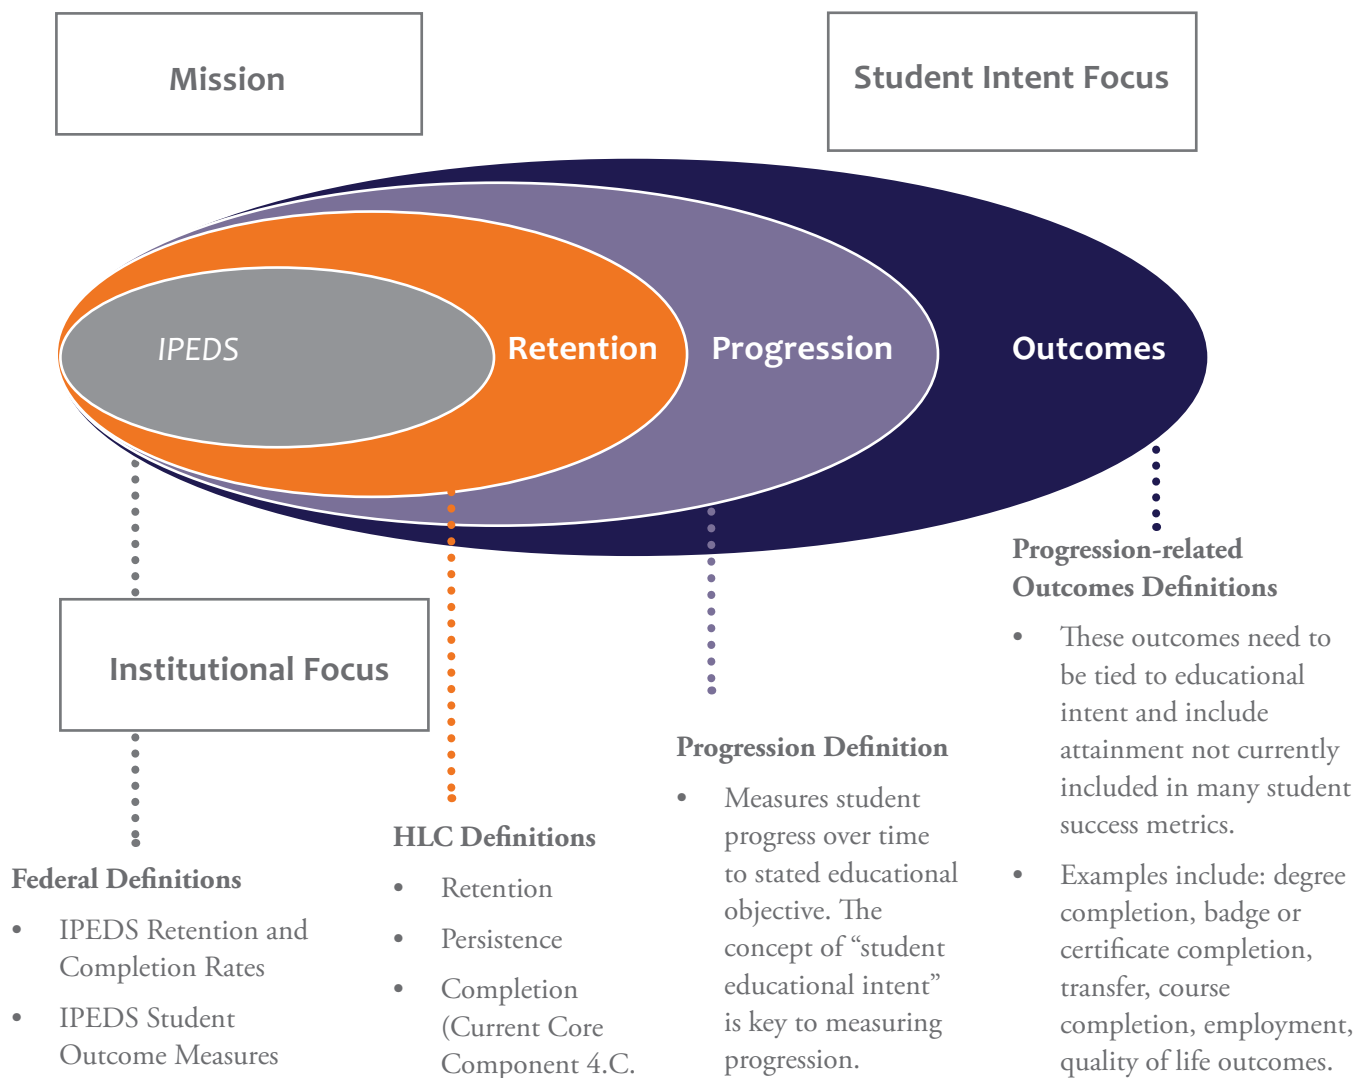 Mission
Student Intent Focus
IPEDS
Retention
Progression
Outcomes
Institutional Focus
Federal Definitions
• IPEDS Retention and
Completion Rates
• IPEDS Student
Outcome Measures
HLC Definitions
• Retention
• Persistence
• Completion
(Current Core
Component 4.C.
Progression Definition
• Measures student
progress over time
to stated educational
objective. The
concept of “student
educational intent”
is key to measuring
progression.
Progression-related
Outcomes Definitions
• These outcomes need to
be tied to educational
intent and include
attainment not currently
included in many student
success metrics.
• Examples include: degree
completion, badge or
certificate completion,
transfer, course
completion, employment,
quality of life outcomes.